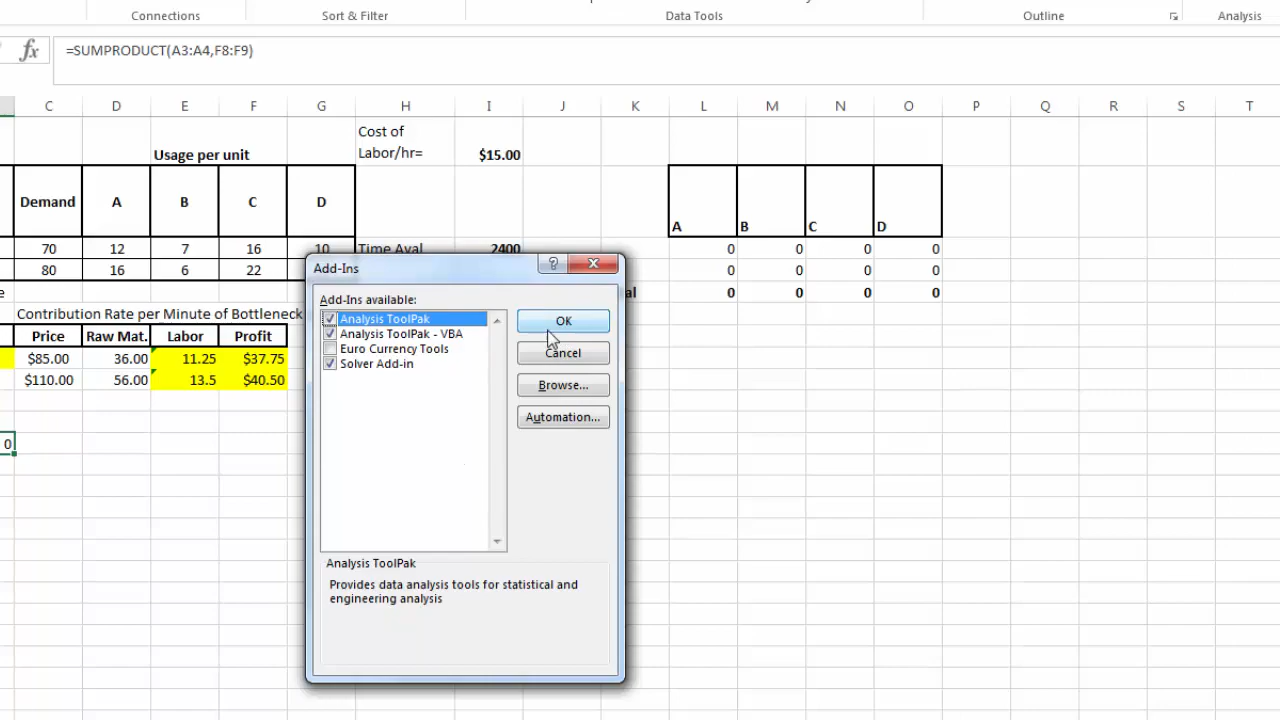 Connections Sort & Filter Data Tools Outline Analysis
fx =SUMPRODUCT(A3:A4,F8:F9)
C D E F G H I J K L M N O P Q R S T
Cost of
Usage per unit Labor/hr= $15.00
Demand A B C D
A B C D
70 12 7 16 10 Time Aval 2400 0 0 0 0
80 16 6 22 0 0 0 0
e al 0 0 0 0
Contribution Rate per Minute of Bottleneck
Price Raw Mat. Labor Profit
$85.00 36.00 11.25 $37.75
$110.00 56.00 13.5 $40.50
0
Add-Ins ?
Add-Ins available:
Analysis ToolPak
Analysis ToolPak - VBA
Euro Currency Tools
Solver Add-in
OK
Cancel
Browse...
Automation...
Analysis ToolPak
Provides data analysis tools for statistical and
engineering analysis